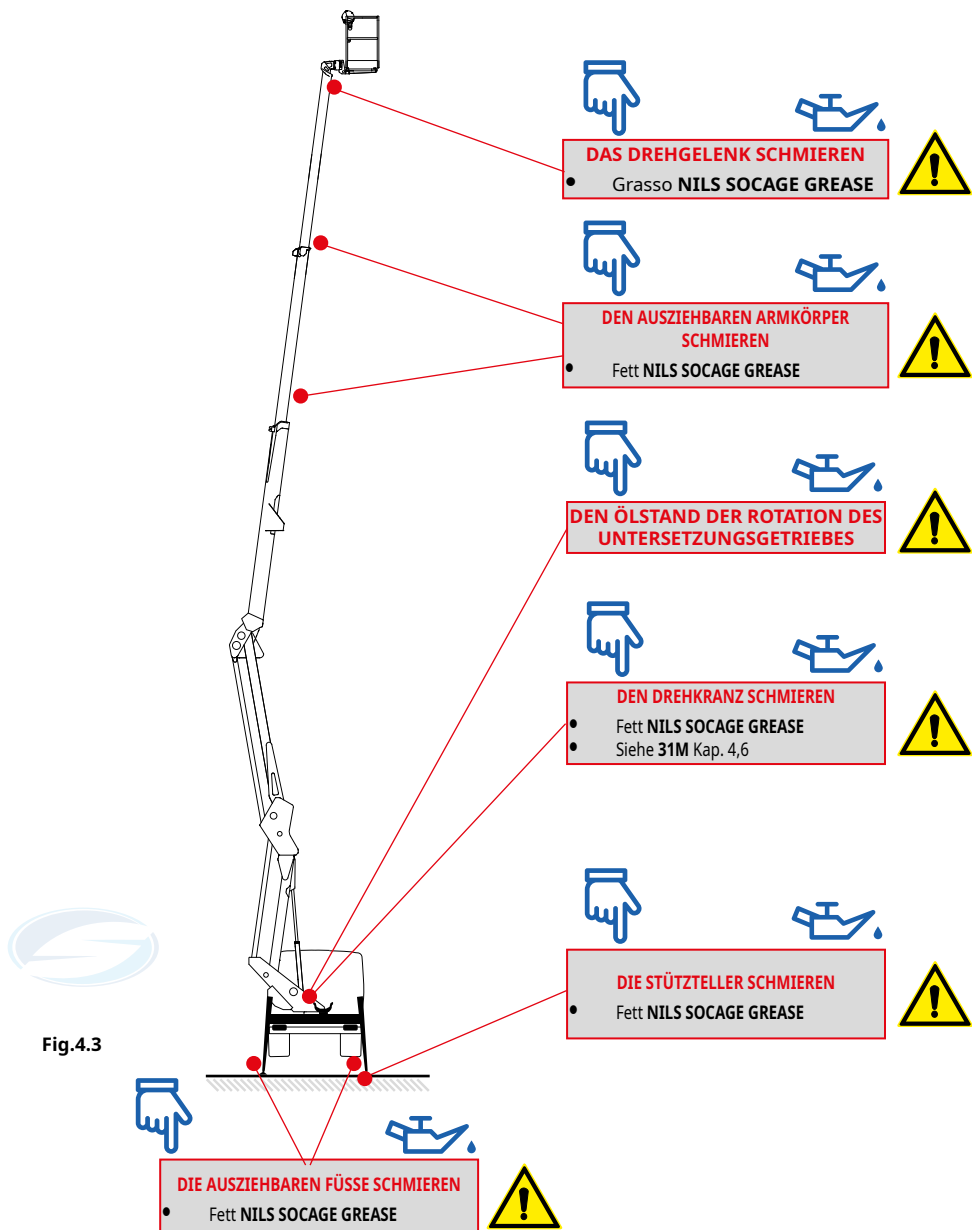 DAS DREHGELENK SCHMIEREN
• Grasso NILS SOCAGE GREASE
DEN AUSZIEHBAREN ARMKÖRPER
SCHMIEREN
• Fett NILS SOCAGE GREASE
DEN ÖLSTAND DER ROTATION DES
UNTERSETZUNGSGETRIEBES
DEN DREHKRANZ SCHMIEREN
• Fett NILS SOCAGE GREASE
• Siehe 31M Kap. 4,6
DIE STÜTZTELLER SCHMIEREN
• Fett NILS SOCAGE GREASE
Fig.4.3
DIE AUSZIEHBAREN FÜSSE SCHMIEREN
• Fett NILS SOCAGE GREASE